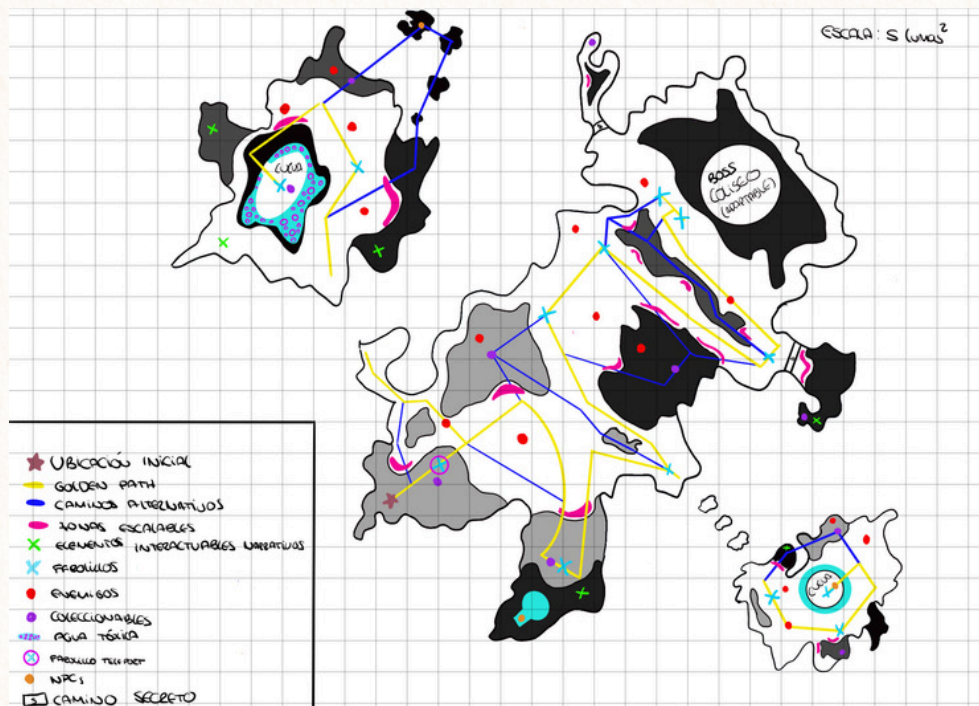 ESCALA: 5 LUNAS²
CUEVA
BOSS
COLISEO
(ADAPTABLE)
S
CUEVA
UBICACIÓN INICIAL
GOLDEN PATH
CAMINOS ALTERNATIVOS
ZONAS ESCALABLES
ELEMENTOS INTERACTUABLES NARRATIVOS
FAROLILLOS
ENEMIGOS
COLECCIONABLES
AGUA TÓXICA
FAROLILLO TELEPORT
NPCs
S CAMINO SECRETO